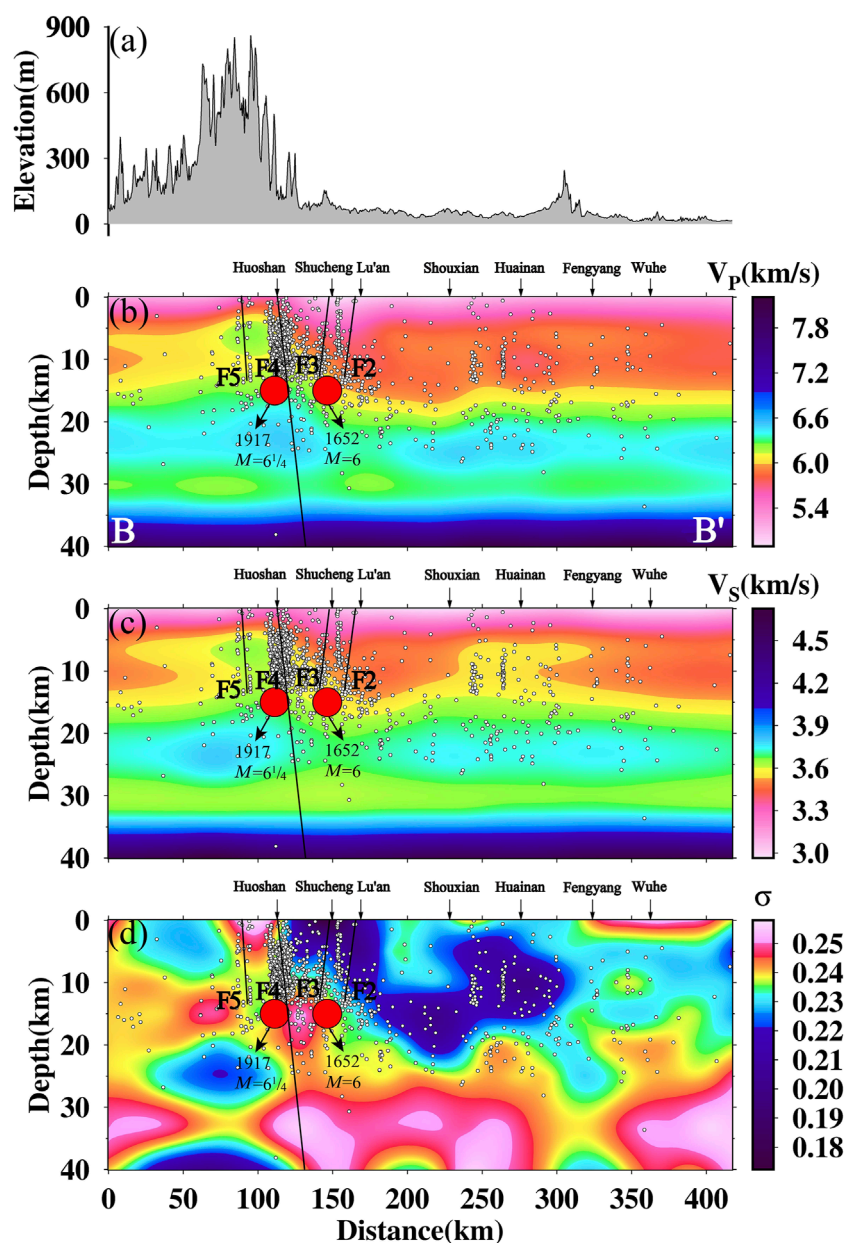 (a)
900
600
300
0
Elevation(m)
Huoshan Shucheng Lu'an Shouxian Huainan Fengyang Wuhe
V_P(km/s)
(b)
0
10
20
30
40
Depth(km)
F5 F4 F3 F2
1917 1652
M=6¹/⁴ M=6
B B'
7.8
7.2
6.6
6.0
5.4
Huoshan Shucheng Lu'an Shouxian Huainan Fengyang Wuhe
V_S(km/s)
(c)
0
10
20
30
40
Depth(km)
F5 F4 F3 F2
1917 1652
M=6¹/⁴ M=6
4.5
4.2
3.9
3.6
3.3
3.0
Huoshan Shucheng Lu'an Shouxian Huainan Fengyang Wuhe
σ
(d)
0
10
20
30
40
Depth(km)
F5 F4 F3 F2
1917 1652
M=6¹/⁴ M=6
0.25
0.24
0.23
0.22
0.21
0.20
0.19
0.18
0 50 100 150 200 250 300 350 400
Distance(km)